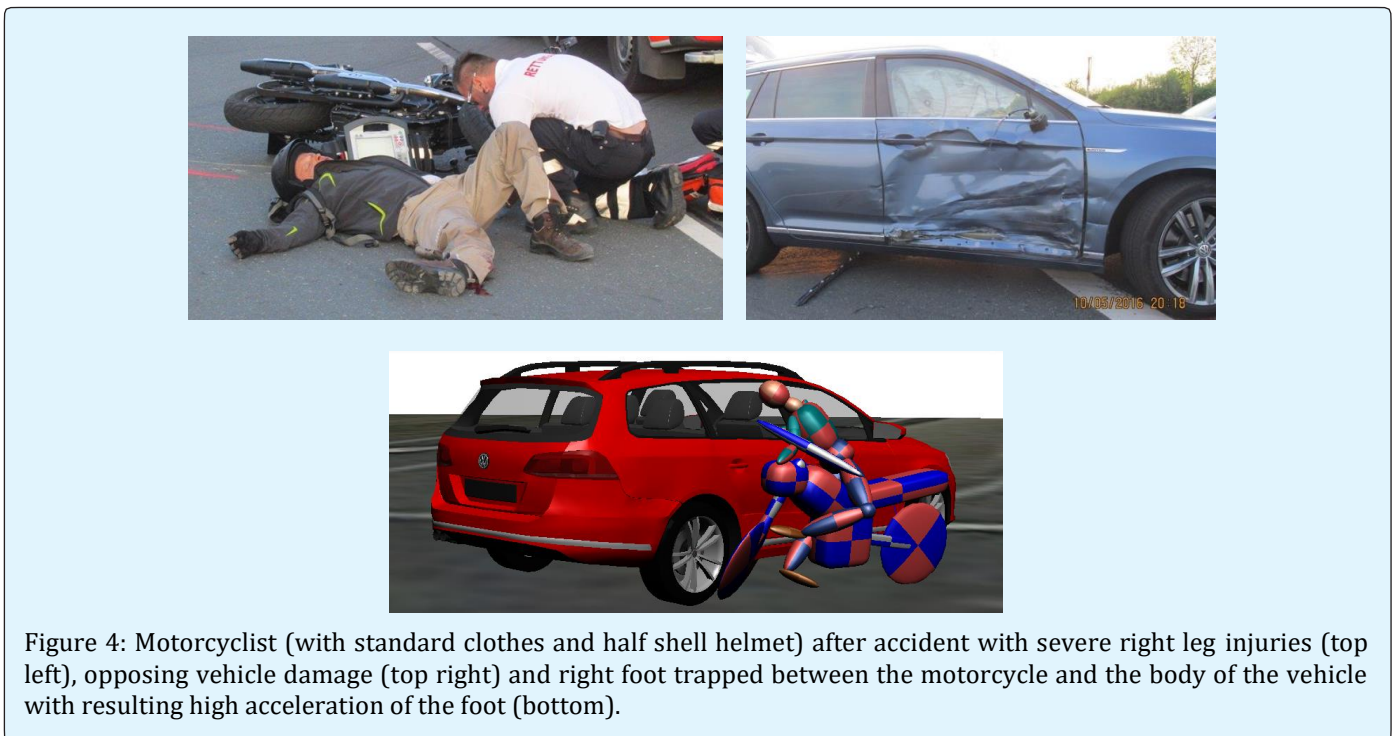 RETTUN
10/05/2016 20 18
Figure 4: Motorcyclist (with standard clothes and half shell helmet) after accident with severe right leg injuries (top
left), opposing vehicle damage (top right) and right foot trapped between the motorcycle and the body of the vehicle
with resulting high acceleration of the foot (bottom).